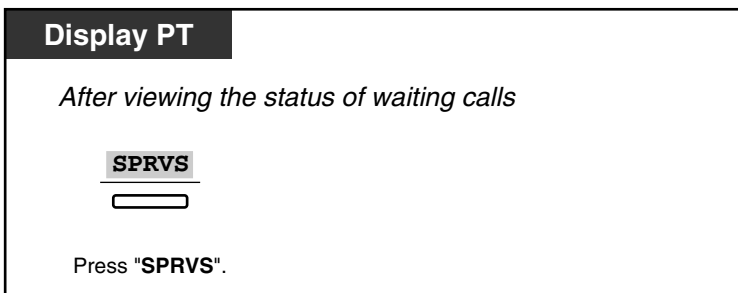 Display PT
After viewing the status of waiting calls
SPRVS
Press "SPRVS".